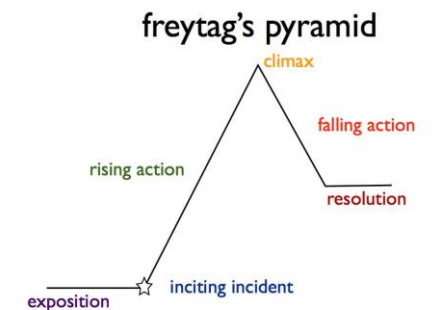 freytag's pyramid
climax
falling action
rising action
resolution
inciting incident
exposition